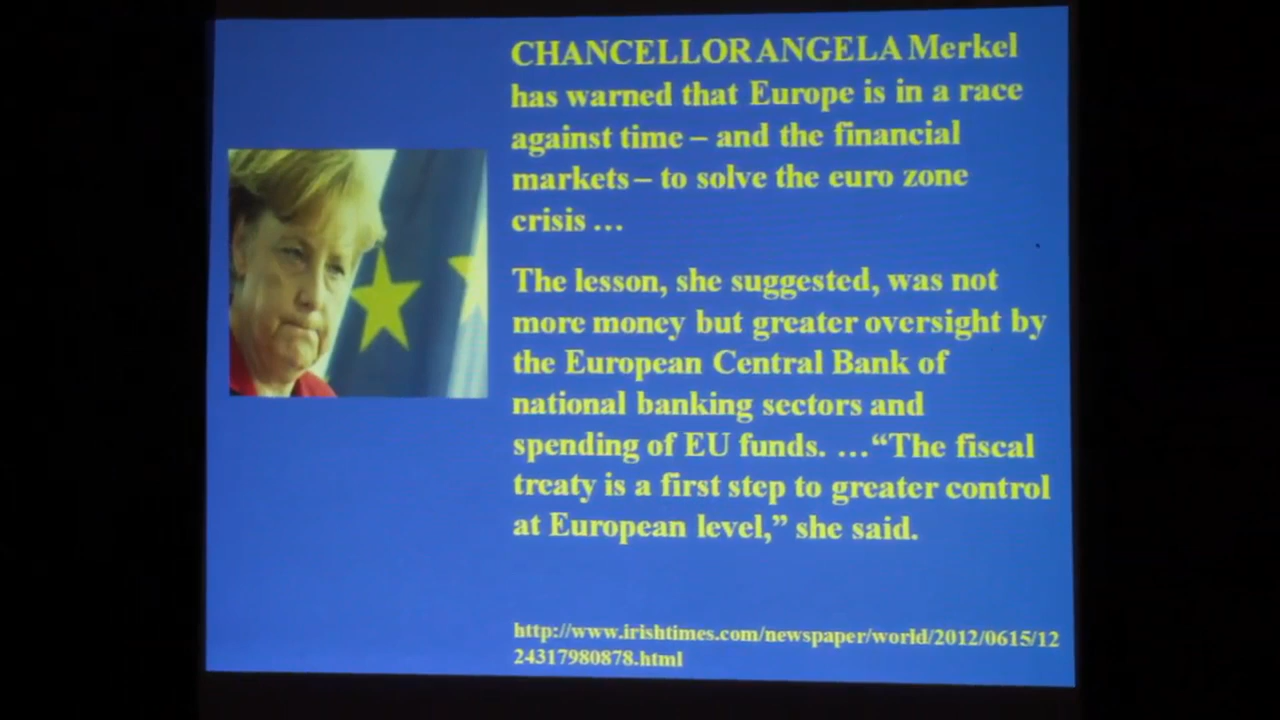 CHANCELLOR ANGELA Merkel
has warned that Europe is in a race
against time – and the financial
markets – to solve the euro zone
crisis …
The lesson, she suggested, was not
more money but greater oversight by
the European Central Bank of
national banking sectors and
spending of EU funds. …“The fiscal
treaty is a first step to greater control
at European level,” she said.
http://www.irishtimes.com/newspaper/world/2012/0615/12
24317980878.html